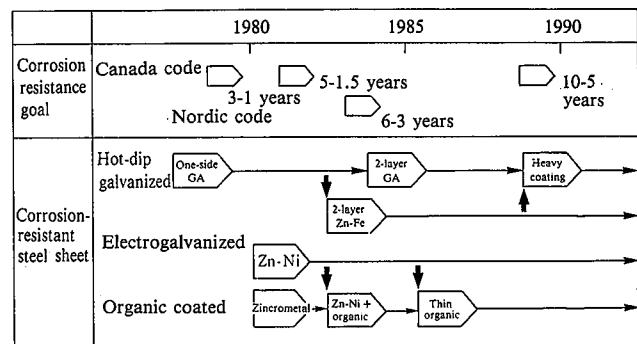 1980 1985 1990
Corrosion resistance goal
Canada code
3-1 years
5-1.5 years
10-5 years
Nordic code
6-3 years
Corrosion-resistant steel sheet
Hot-dip galvanized
One-side GA
2-layer GA
Heavy coating
2-layer Zn-Fe
Electrogalvanized
Zn-Ni
Organic coated
Zincrometal
Zn-Ni + organic
Thin organic